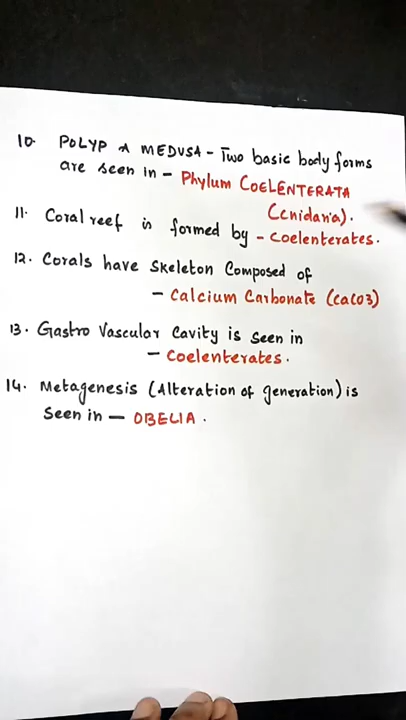 10. POLYP & MEDUSA - Two basic body forms
are seen in - Phylum COELENTERATA
(Cnidaria).
11. Coral reef is formed by - Coelenterates.
12. Corals have Skeleton Composed of
- Calcium Carbonate (CaCO3)
13. Gastro Vascular Cavity is seen in
- Coelenterates.
14. Metagenesis (Alteration of generation) is
Seen in - OBELIA.